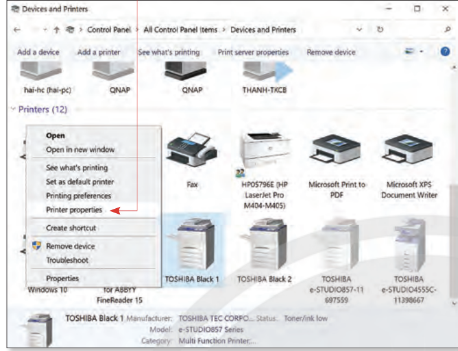 Devices and Printers
Control Panel > All Control Panel Items > Devices and Printers
Add a device Add a printer See what's printing Print server properties Remove device
hai-hc (hai-pc) QNAP QNAP THANH-TKCB
Printers (12)
Open
Open in new window
See what's printing
Set as default printer
Printing preferences
Printer properties
Create shortcut
Remove device
Troubleshoot
Properties
Fax
HP05796E (HP
LaserJet Pro
M404-M405)
Microsoft Print to
PDF
Microsoft XPS
Document Writer
Windows 10
for ABBYY
FineReader 15
TOSHIBA Black 1
TOSHIBA Black 2
TOSHIBA
e-STUDIO857-11
697559
TOSHIBA
e-STUDIO4555C-
11398667
TOSHIBA Black 1 Manufacturer: TOSHIBA TEC CORPO... Status: Toner/ink low
Model: e-STUDIO857 Series
Category: Multi Function Printer;...